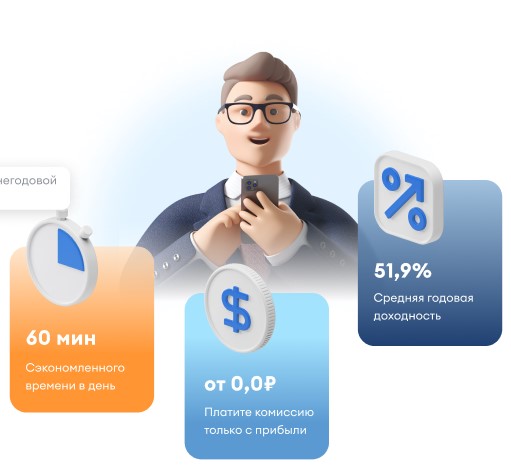 негодовой
51,9%
Средняя годовая
доходность
60 мин
Сэкономленного
времени в день
$
от 0,0₽
Платите комиссию
только с прибыли